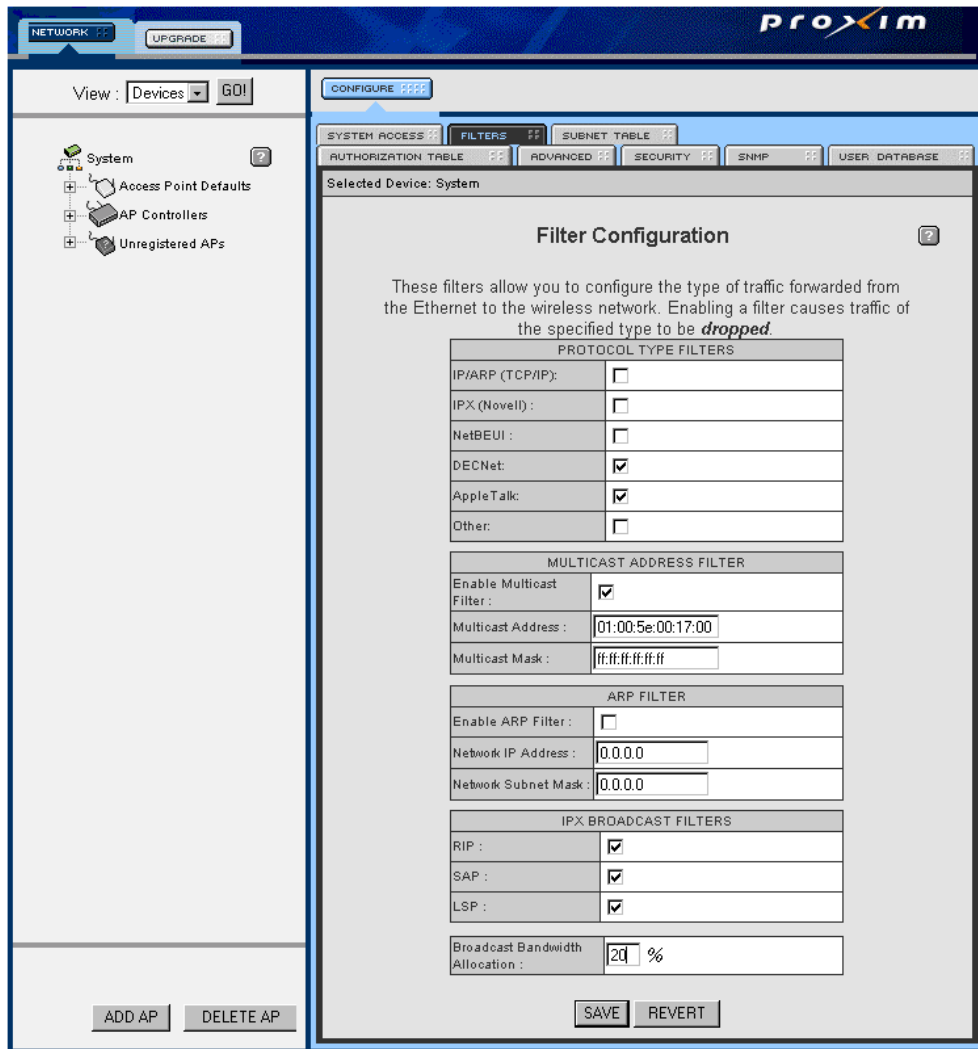 NETWORK
UPGRADE
proxim
View : Devices GO!
System
Access Point Defaults
AP Controllers
Unregistered APs
ADD AP DELETE AP
CONFIGURE
SYSTEM ACCESS FILTERS SUBNET TABLE
AUTHORIZATION TABLE ADVANCED SECURITY SNMP USER DATABASE
Selected Device: System
Filter Configuration
?
These filters allow you to configure the type of traffic forwarded from
the Ethernet to the wireless network. Enabling a filter causes traffic of
the specified type to be dropped.
PROTOCOL TYPE FILTERS
IP/ARP (TCP/IP):
IPX (Novell) :
NetBEUI :
DECNet:
AppleTalk:
Other:
MULTICAST ADDRESS FILTER
Enable Multicast
Filter :
Multicast Address : 01:00:5e:00:17:00
Multicast Mask : ff:ff:ff:ff:ff:ff
ARP FILTER
Enable ARP Filter :
Network IP Address : 0.0.0.0
Network Subnet Mask : 0.0.0.0
IPX BROADCAST FILTERS
RIP :
SAP :
LSP :
Broadcast Bandwidth
Allocation : 20 %
SAVE REVERT